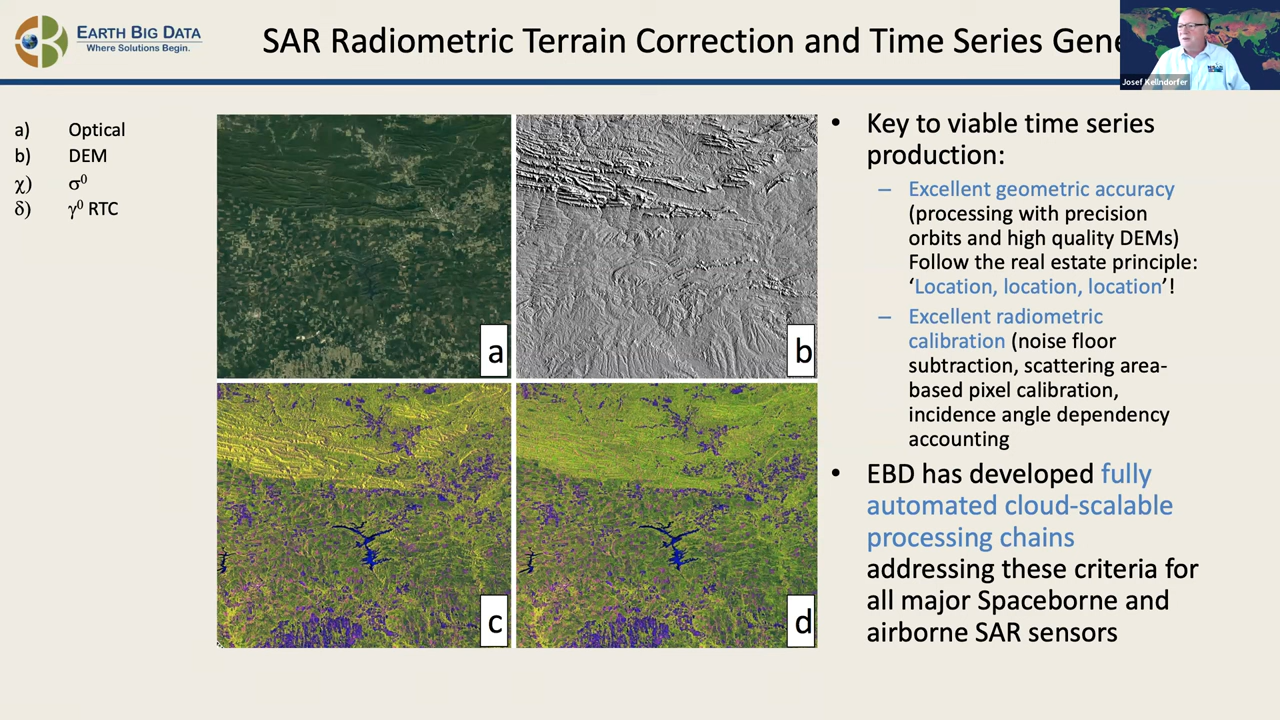 EARTH BIG DATA
Where Solutions Begin.
SAR Radiometric Terrain Correction and Time Series Gene
Josef Kellndorfer
a) Optical
b) DEM
χ) σ⁰
δ) γ⁰ RTC
a
b
c
d
• Key to viable time series
production:
– Excellent geometric accuracy
(processing with precision
orbits and high quality DEMs)
Follow the real estate principle:
‘Location, location, location’!
– Excellent radiometric
calibration (noise floor
subtraction, scattering area-
based pixel calibration,
incidence angle dependency
accounting
• EBD has developed fully
automated cloud-scalable
processing chains
addressing these criteria for
all major Spaceborne and
airborne SAR sensors